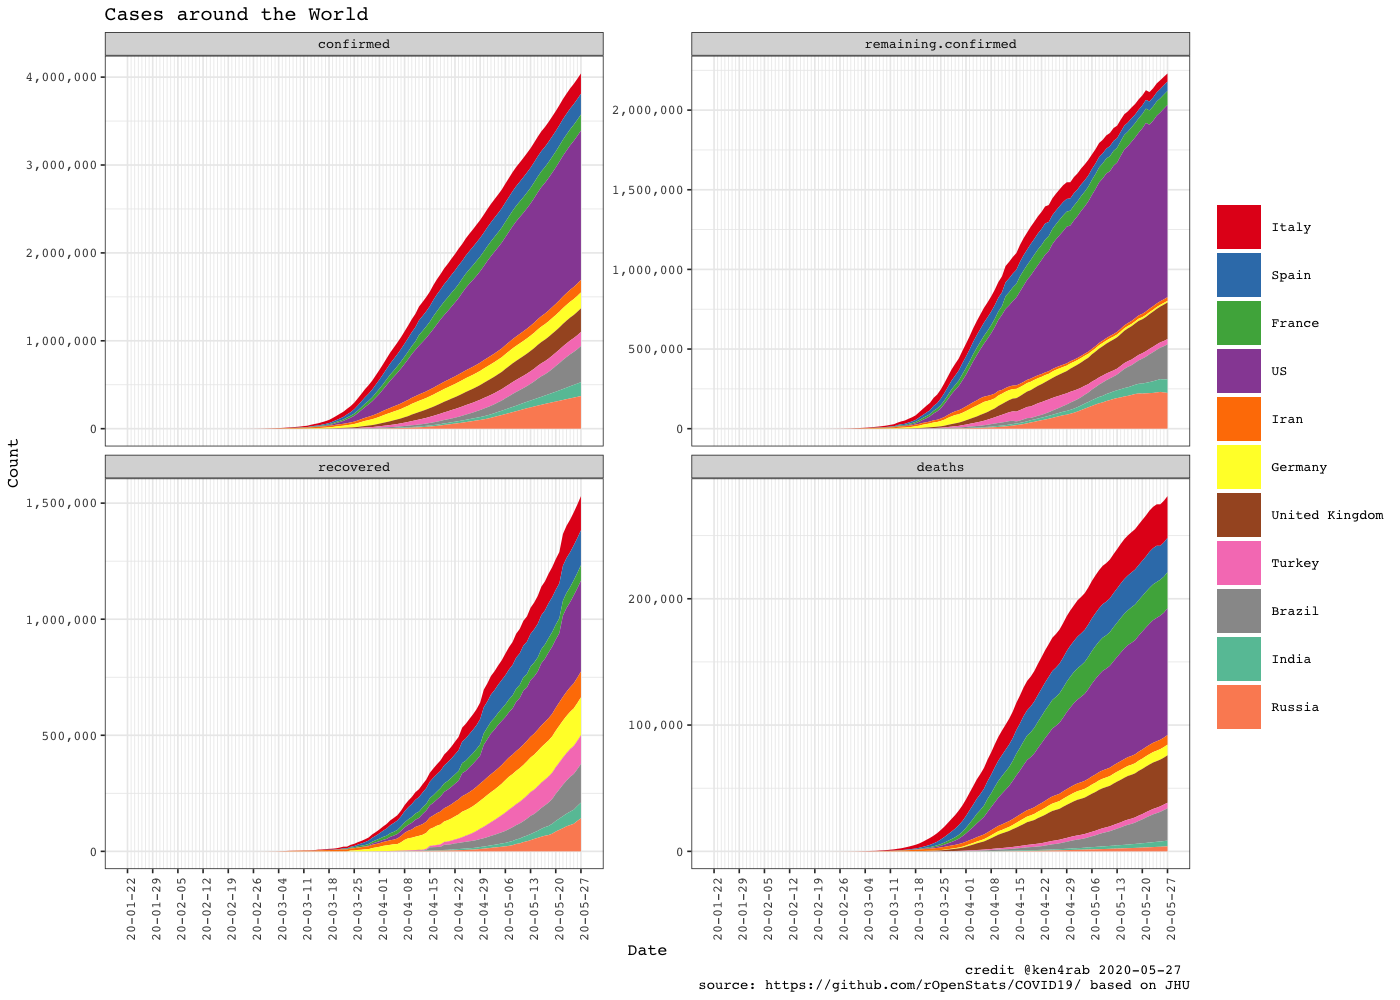 Cases around the World
confirmed
remaining.confirmed
4,000,000
3,000,000
2,000,000
1,000,000
0
2,000,000
1,500,000
1,000,000
500,000
0
recovered
deaths
1,500,000
1,000,000
500,000
0
200,000
100,000
0
Count
20-01-22
20-01-29
20-02-05
20-02-12
20-02-19
20-02-26
20-03-04
20-03-11
20-03-18
20-03-25
20-04-01
20-04-08
20-04-15
20-04-22
20-04-29
20-05-06
20-05-13
20-05-20
20-05-27
20-01-22
20-01-29
20-02-05
20-02-12
20-02-19
20-02-26
20-03-04
20-03-11
20-03-18
20-03-25
20-04-01
20-04-08
20-04-15
20-04-22
20-04-29
20-05-06
20-05-13
20-05-20
20-05-27
Date
Italy
Spain
France
US
Iran
Germany
United Kingdom
Turkey
Brazil
India
Russia
credit @ken4rab 2020-05-27
source: https://github.com/rOpenStats/COVID19/ based on JHU